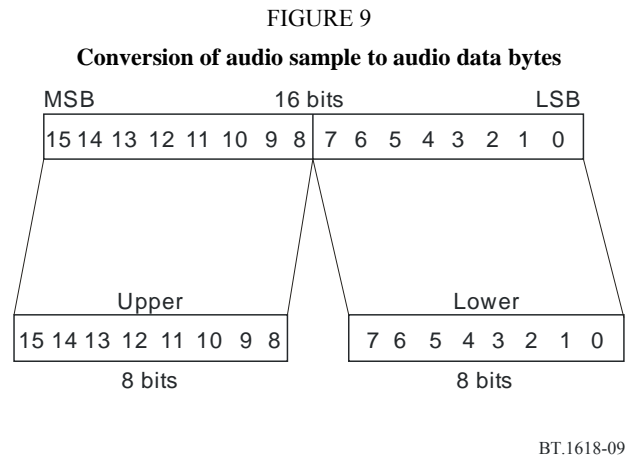 FIGURE 9
Conversion of audio sample to audio data bytes
MSB 16 bits LSB
15 14 13 12 11 10 9 8 7 6 5 4 3 2 1 0
Upper Lower
15 14 13 12 11 10 9 8 7 6 5 4 3 2 1 0
8 bits 8 bits
BT.1618-09